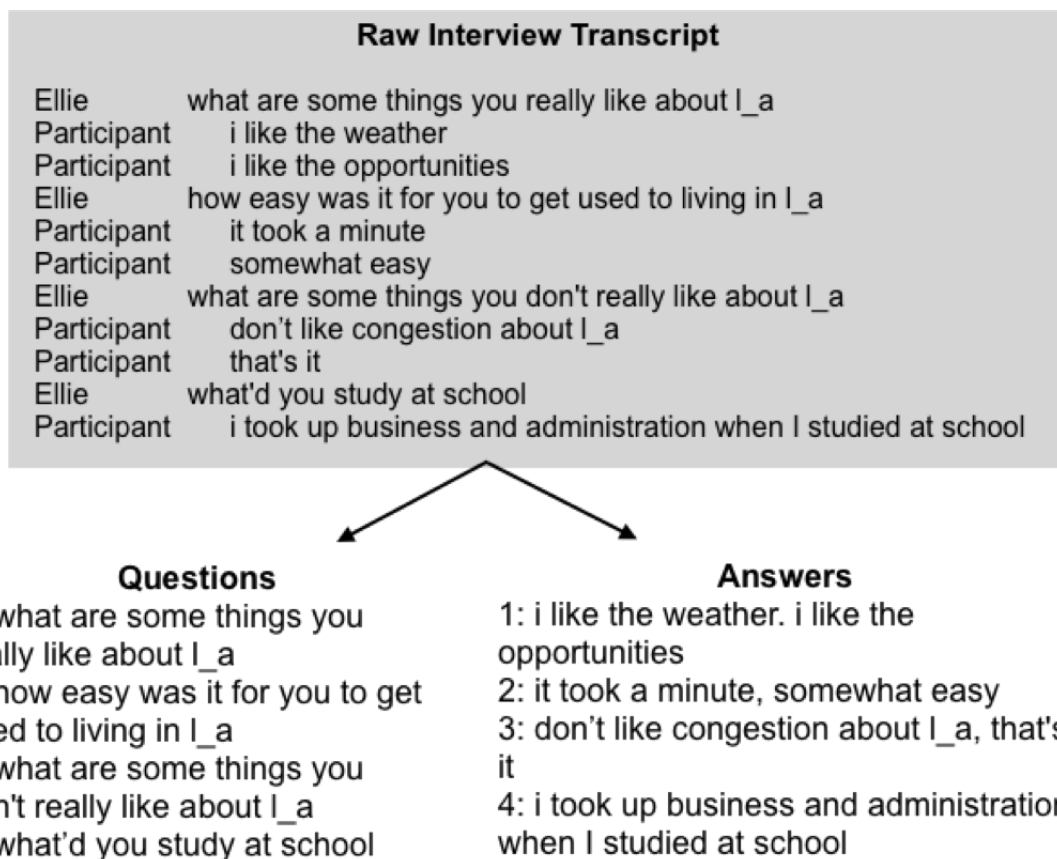 Raw Interview Transcript
Ellie what are some things you really like about l_a
Participant i like the weather
Participant i like the opportunities
Ellie how easy was it for you to get used to living in l_a
Participant it took a minute
Participant somewhat easy
Ellie what are some things you don't really like about l_a
Participant don’t like congestion about l_a
Participant that's it
Ellie what'd you study at school
Participant i took up business and administration when I studied at school
Questions
what are some things you
ally like about l_a
how easy was it for you to get
ed to living in l_a
what are some things you
n't really like about l_a
what’d you study at school
Answers
1: i like the weather. i like the
opportunities
2: it took a minute, somewhat easy
3: don’t like congestion about l_a, that's
it
4: i took up business and administration
when I studied at school